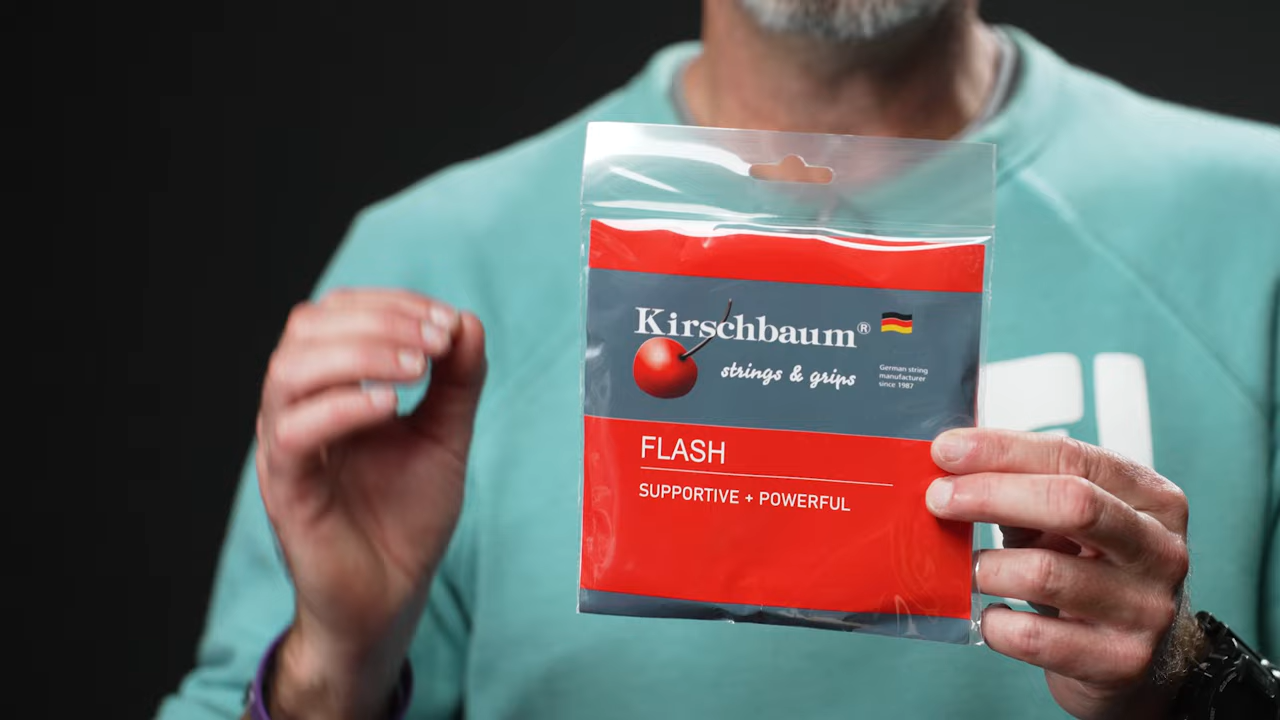 Kirschbaum®
strings & grips
German string
manufacturer
since 1987
FLASH
SUPPORTIVE + POWERFUL